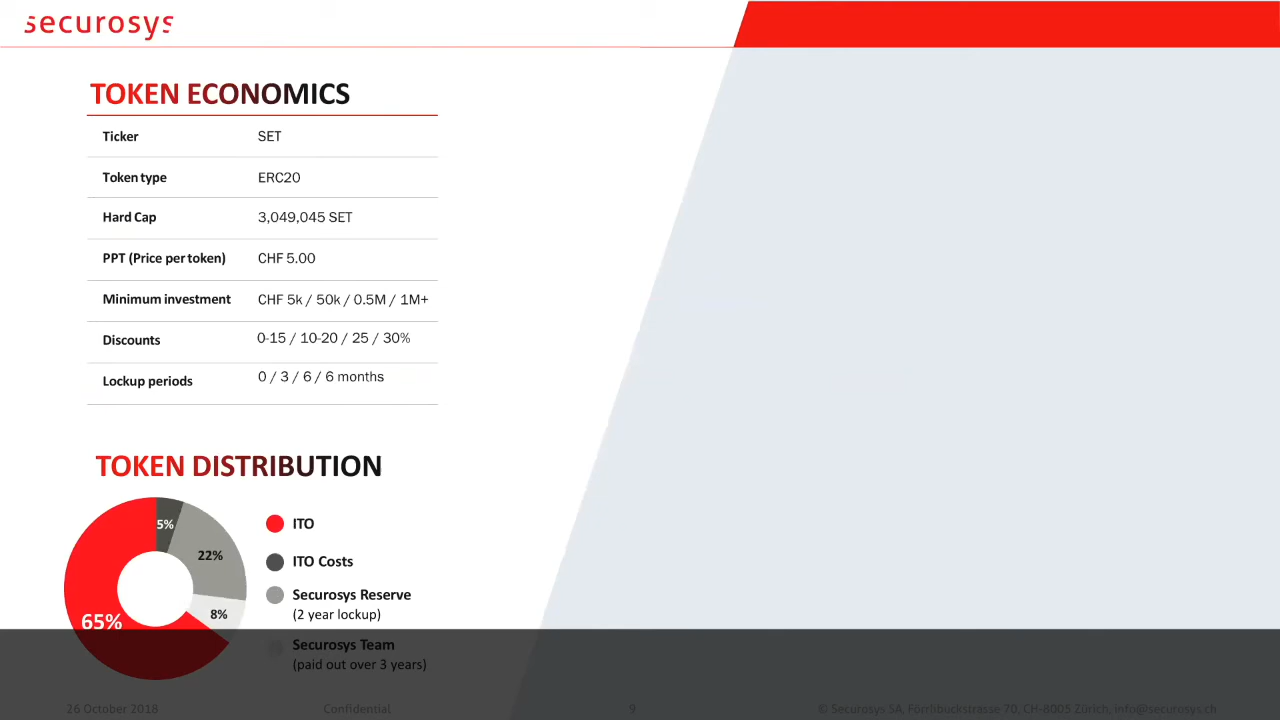 securosys
TOKEN ECONOMICS
Ticker SET
Token type ERC20
Hard Cap 3,049,045 SET
PPT (Price per token) CHF 5.00
Minimum investment CHF 5k / 50k / 0.5M / 1M+
Discounts 0-15 / 10-20 / 25 / 30%
Lockup periods 0 / 3 / 6 / 6 months
TOKEN DISTRIBUTION
5%
22%
8%
65%
ITO
ITO Costs
Securosys Reserve
(2 year lockup)
Securosys Team
(paid out over 3 years)
26 October 2018 Confidential 9 © Securosys SA, Förrlibuckstrasse 70, CH-8005 Zürich, info@securosys.ch